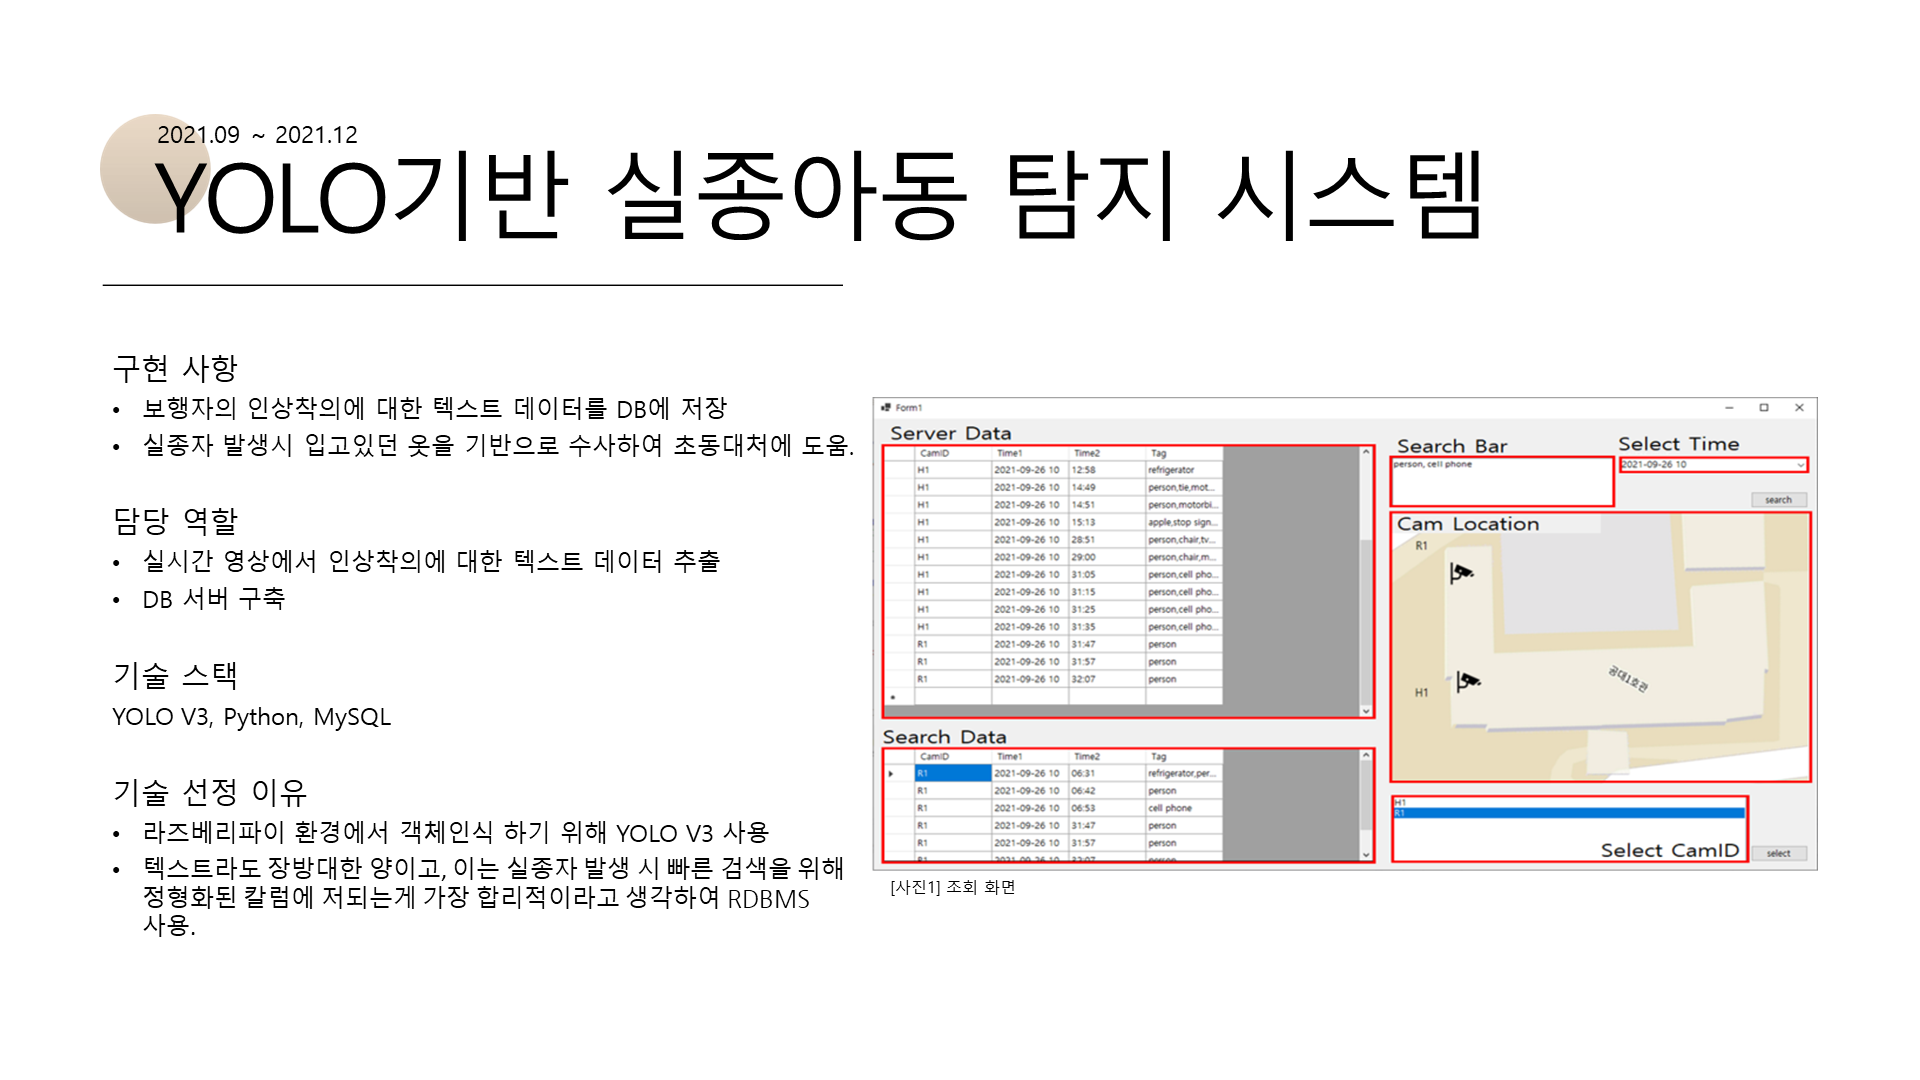 2021.09 ~ 2021.12
YOLO기반 실종아동 탐지 시스템
구현 사항
• 보행자의 인상착의에 대한 텍스트 데이터를 DB에 저장
• 실종자 발생시 입고있던 옷을 기반으로 수사하여 초동대처에 도움.
담당 역할
• 실시간 영상에서 인상착의에 대한 텍스트 데이터 추출
• DB 서버 구축
기술 스택
YOLO V3, Python, MySQL
기술 선정 이유
• 라즈베리파이 환경에서 객체인식 하기 위해 YOLO V3 사용
• 텍스트라도 장방대한 양이고, 이는 실종자 발생 시 빠른 검색을 위해
정형화된 칼럼에 저되는게 가장 합리적이라고 생각하여 RDBMS
사용.
Form1
Server Data
CamID Time1 Time2 Tag
H1 2021-09-26 10 12:58 refrigerator
H1 2021-09-26 10 14:49 person,tie,mot...
H1 2021-09-26 10 14:51 person,motorbi...
H1 2021-09-26 10 15:13 apple,stop sign...
H1 2021-09-26 10 28:51 person,chair,tv...
H1 2021-09-26 10 29:00 person,chair,m...
H1 2021-09-26 10 31:05 person,cell pho...
H1 2021-09-26 10 31:15 person,cell pho...
H1 2021-09-26 10 31:25 person,cell pho...
H1 2021-09-26 10 31:35 person,cell pho...
R1 2021-09-26 10 31:47 person
R1 2021-09-26 10 31:57 person
R1 2021-09-26 10 32:07 person
Search Data
CamID Time1 Time2 Tag
R1 2021-09-26 10 06:31 refrigerator,per...
R1 2021-09-26 10 06:42 person
R1 2021-09-26 10 06:53 cell phone
R1 2021-09-26 10 31:47 person
R1 2021-09-26 10 31:57 person
R1 2021-09-26 10 32:07 person
Search Bar
person, cell phone
Select Time
2021-09-26 10
search
Cam Location
R1
H1
공대1호관
H1
R1
Select CamID
select
[사진1] 조회 화면